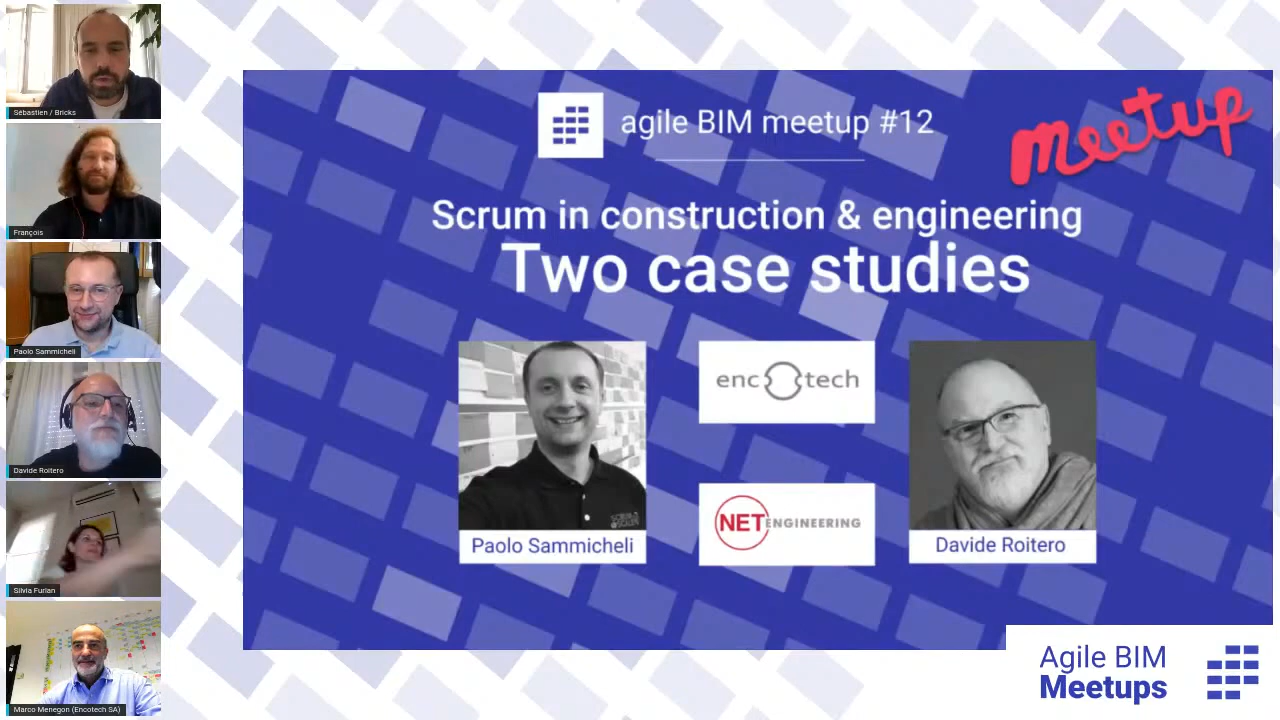 Sébastien / Bricks
François
Paolo Sammicheli
Davide Roitero
Silvia Furlan
Marco Menegon (Encotech SA)
agile BIM meetup #12
meetup
Scrum in construction & engineering
Two case studies
encotech
NET ENGINEERING
Paolo Sammicheli
Davide Roitero
Agile BIM
Meetups